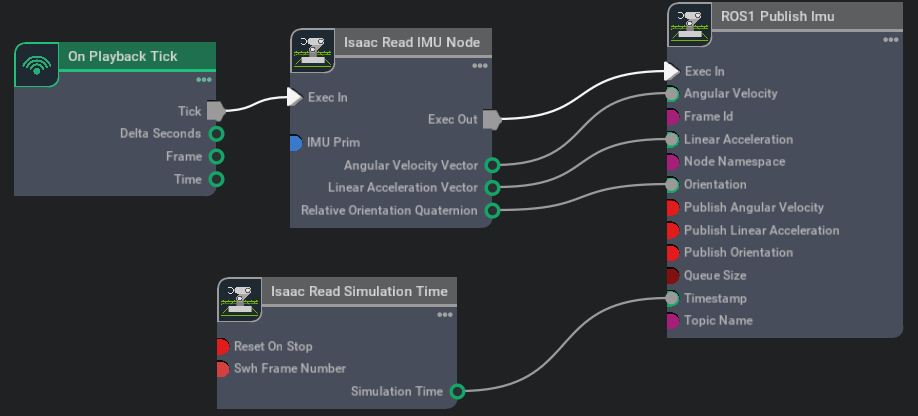 On Playback Tick
Tick
Delta Seconds
Frame
Time
Isaac Read IMU Node
Exec In
Exec Out
IMU Prim
Angular Velocity Vector
Linear Acceleration Vector
Relative Orientation Quaternion
ROS1 Publish Imu
Exec In
Angular Velocity
Frame Id
Linear Acceleration
Node Namespace
Orientation
Publish Angular Velocity
Publish Linear Acceleration
Publish Orientation
Queue Size
Timestamp
Topic Name
Isaac Read Simulation Time
Reset On Stop
Swh Frame Number
Simulation Time